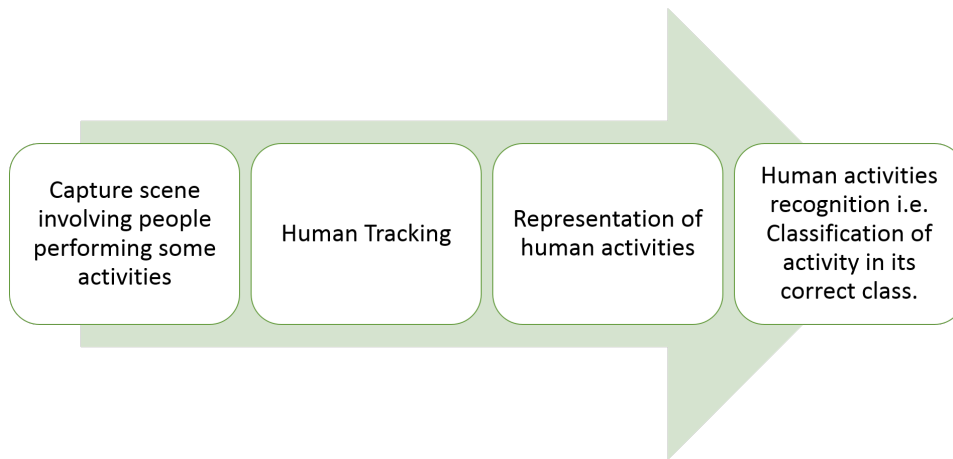 Capture scene
involving people
performing some
activities
Human Tracking
Representation of
human activities
Human activities
recognition i.e.
Classification of
activity in its
correct class.